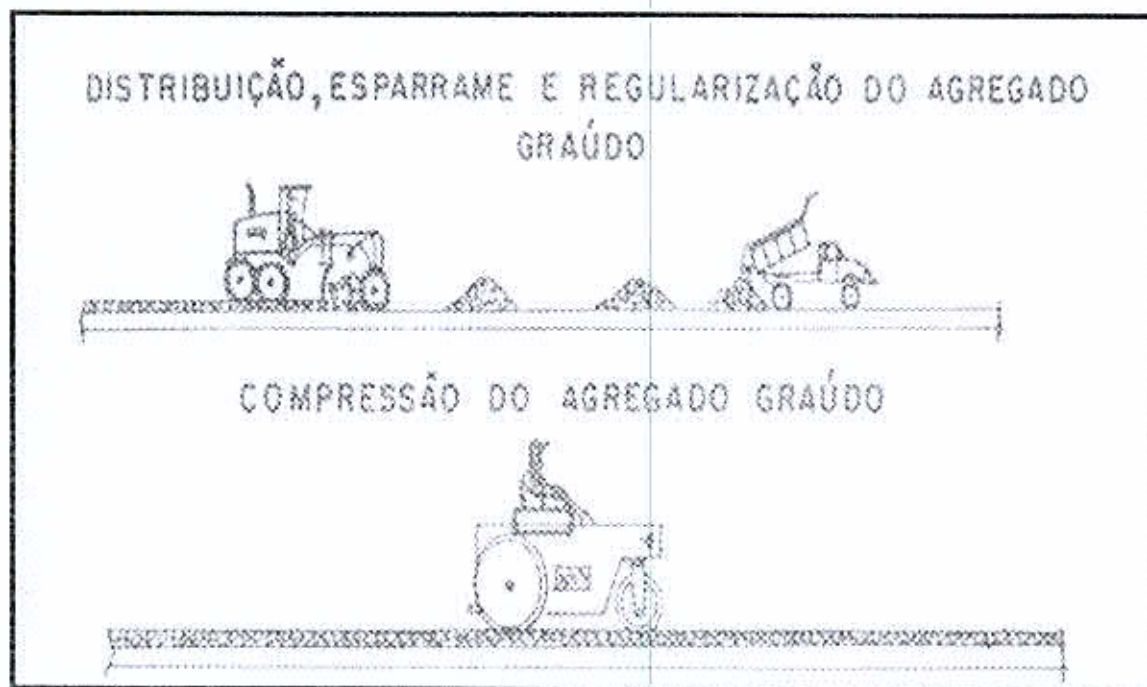 DISTRIBUIÇÃO, ESPARRAME E REGULARIZAÇÃO DO AGREGADO
GRAÚDO
COMPRESSÃO DO AGREGADO GRAÚDO